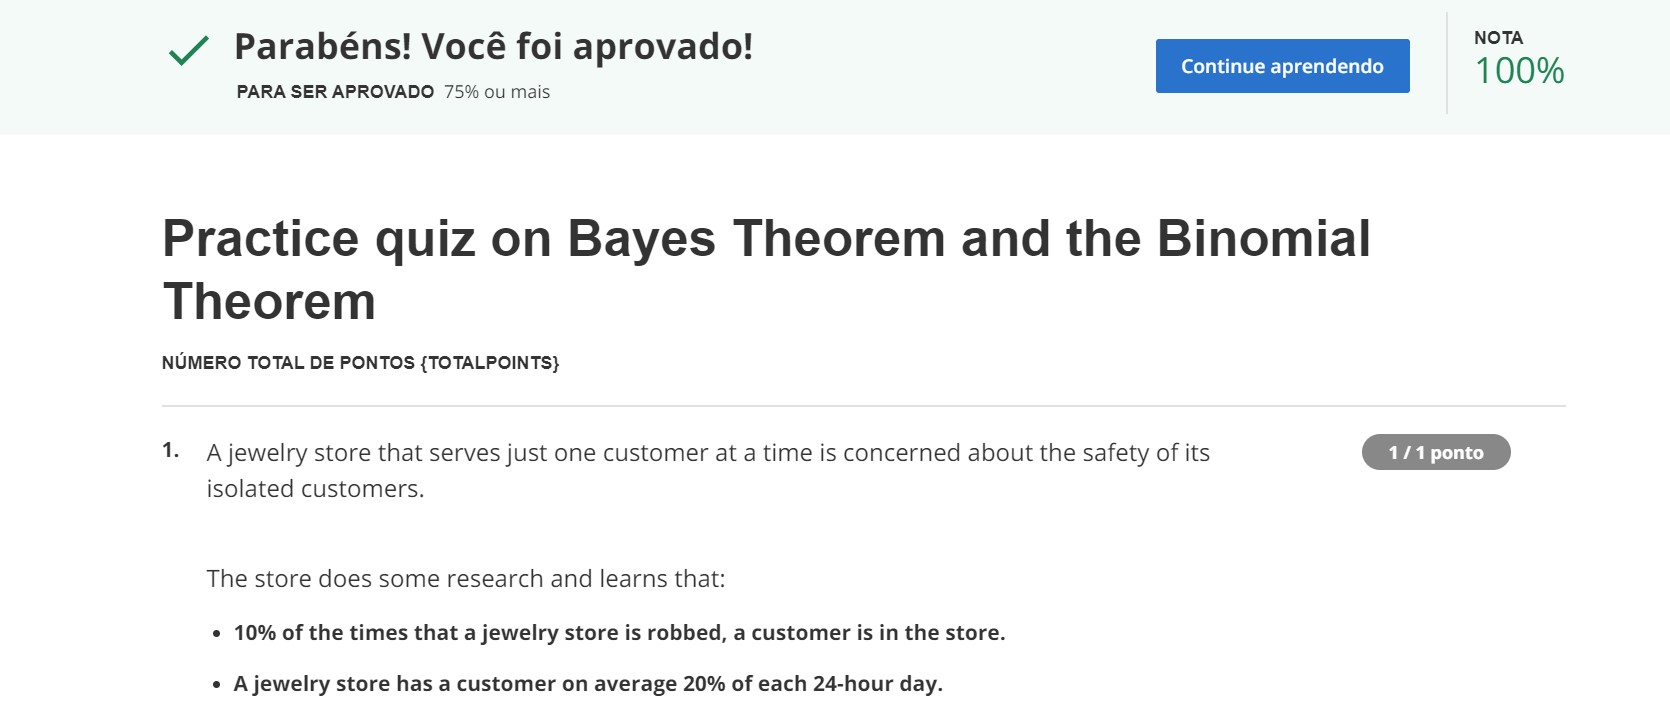 Parabéns! Você foi aprovado!
PARA SER APROVADO 75% ou mais
Continue aprendendo
NOTA
100%
Practice quiz on Bayes Theorem and the Binomial
Theorem
NÚMERO TOTAL DE PONTOS {TOTALPOINTS}
1. A jewelry store that serves just one customer at a time is concerned about the safety of its
isolated customers.
1 / 1 ponto
The store does some research and learns that:
• 10% of the times that a jewelry store is robbed, a customer is in the store.
• A jewelry store has a customer on average 20% of each 24-hour day.